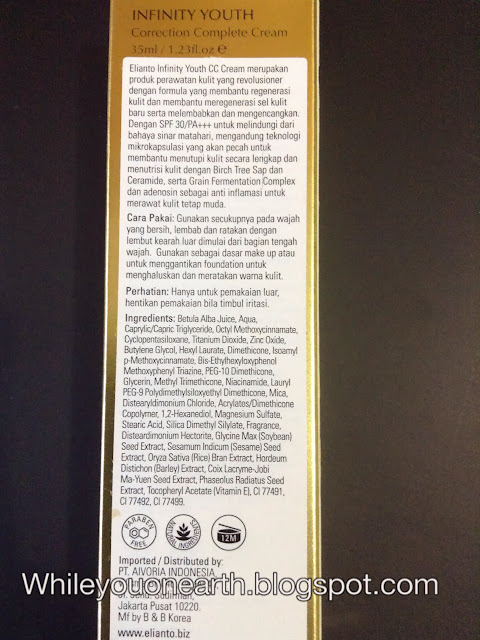 INFINITY YOUTH
Correction Complete Cream
35ml / 1.23fl.oz e
Elianto Infinity Youth CC Cream merupakan
produk perawatan kulit yang revolusioner
dengan formula yang membantu regenerasi
kulit dan membantu meregenerasi sel kulit
baru serta melembabkan dan mengencangkan.
Dengan SPF 30/PA+++ untuk melindungi dari
bahaya sinar matahari, mengandung teknologi
mikrokapsulasi yang akan pecah untuk
membantu menutupi kulit secara lengkap dan
menutrisi kulit dengan Birch Tree Sap dan
Ceramide, serta Grain Fermentation Complex
dan adenosin sebagai anti inflamasi untuk
merawat kulit tetap muda.
Cara Pakai: Gunakan secukupnya pada wajah
yang bersih, lembab dan ratakan dengan
lembut kearah luar dimulai dari bagian tengah
wajah. Gunakan sebagai dasar make up atau
untuk menggantikan foundation untuk
menghaluskan dan meratakan warna kulit.
Perhatian: Hanya untuk pemakaian luar,
hentikan pemakaian bila timbul iritasi.
Ingredients: Betula Alba Juice, Aqua,
Caprylic/Capric Triglyceride, Octyl Methoxycinnamate,
Cyclopentasiloxane, Titanium Dioxide, Zinc Oxide,
Butylene Glycol, Hexyl Laurate, Dimethicone, Isoamyl
p-Methoxycinnamate, Bis-Ethylhexyloxyphenol
Methoxyphenyl Triazine, PEG-10 Dimethicone,
Glycerin, Methyl Trimethicone, Niacinamide, Lauryl
PEG-9 Polydimethylsiloxyethyl Dimethicone, Mica,
Distearyldimonium Chloride, Acrylates/Dimethicone
Copolymer, 1,2-Hexanediol, Magnesium Sulfate,
Stearic Acid, Silica Dimethyl Silylate, Fragrance,
Disteardimonium Hectorite, Glycine Max (Soybean)
Seed Extract, Sesamum Indicum (Sesame) Seed
Extract, Oryza Sativa (Rice) Bran Extract, Hordeum
Distichon (Barley) Extract, Coix Lacryme-Jobi
Ma-Yuen Seed Extract, Phaseolus Radiatus Seed
Extract, Tocopheryl Acetate (Vitamin E), CI 77491,
CI 77492, CI 77499.
PARABEN
FREE
NATURAL INGREDIENTS
12M
Imported / Distributed by:
PT. AIVORIA INDONESIA
Whileyouonearth.blogspot.com
Jl. Jend. Sudirman,
Jakarta Pusat 10220.
Mf by B & B Korea
www.elianto.biz